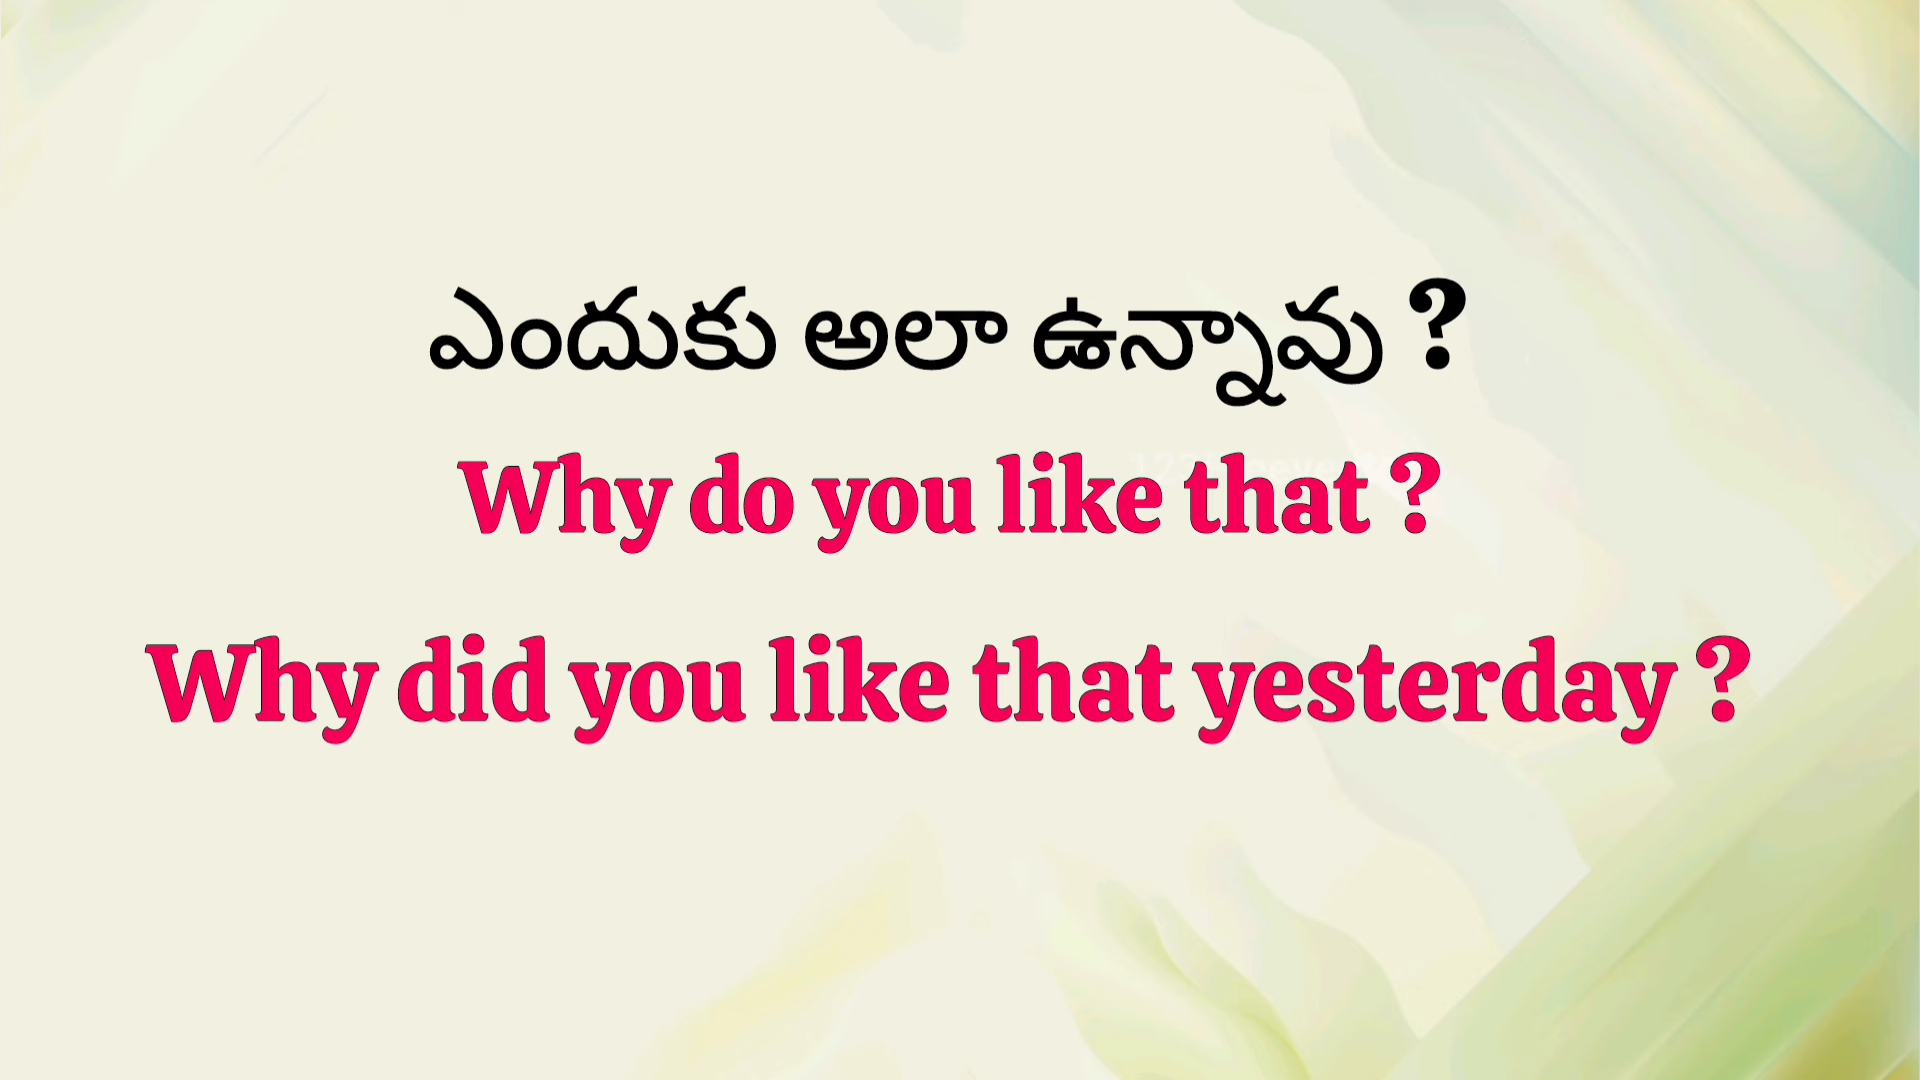 ఎందుకు అలా ఉన్నావు ?
Why do you like that ?
Why did you like that yesterday ?